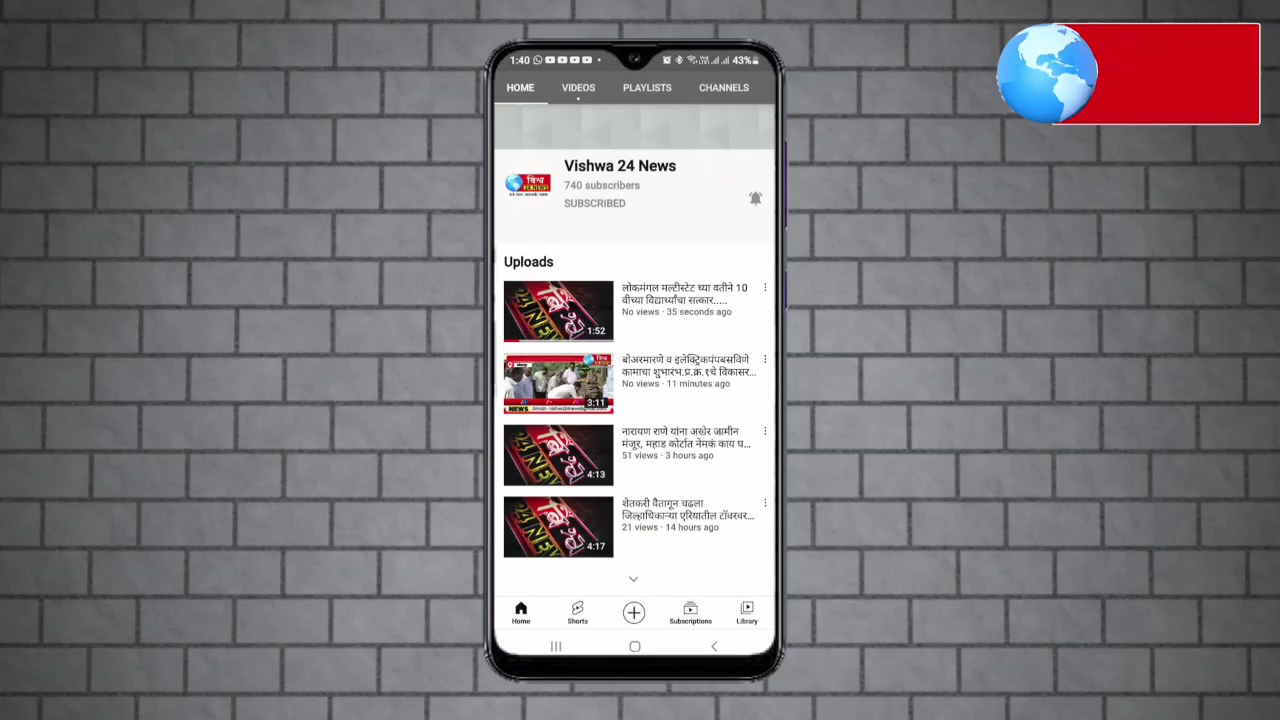 1:40
43%
HOME
VIDEOS
PLAYLISTS
CHANNELS
Vishwa 24 News
740 subscribers
SUBSCRIBED
विश्व
24 NEWS
Uploads
लोकमंगल मल्टीस्टेट च्या वतीने 10
वीच्या विद्यार्थ्यांचा सत्कार.....
No views · 35 seconds ago
1:52
बोअरमारणे व इलेक्ट्रिकपंपबसविणे
कामाचा शुभारंभ.प्र.क्र.१चे विकासर...
No views · 11 minutes ago
3:11
NEWS
नारायण राणे यांना अखेर जामीन
मंजूर, महाड कोर्टात नेमकं काय घ...
51 views · 3 hours ago
4:13
शेतकरी वैतागून चढला
जिल्हाधिकाऱ्या एरियातील टॉवरवर...
21 views · 14 hours ago
4:17
Home
Shorts
Subscriptions
Library